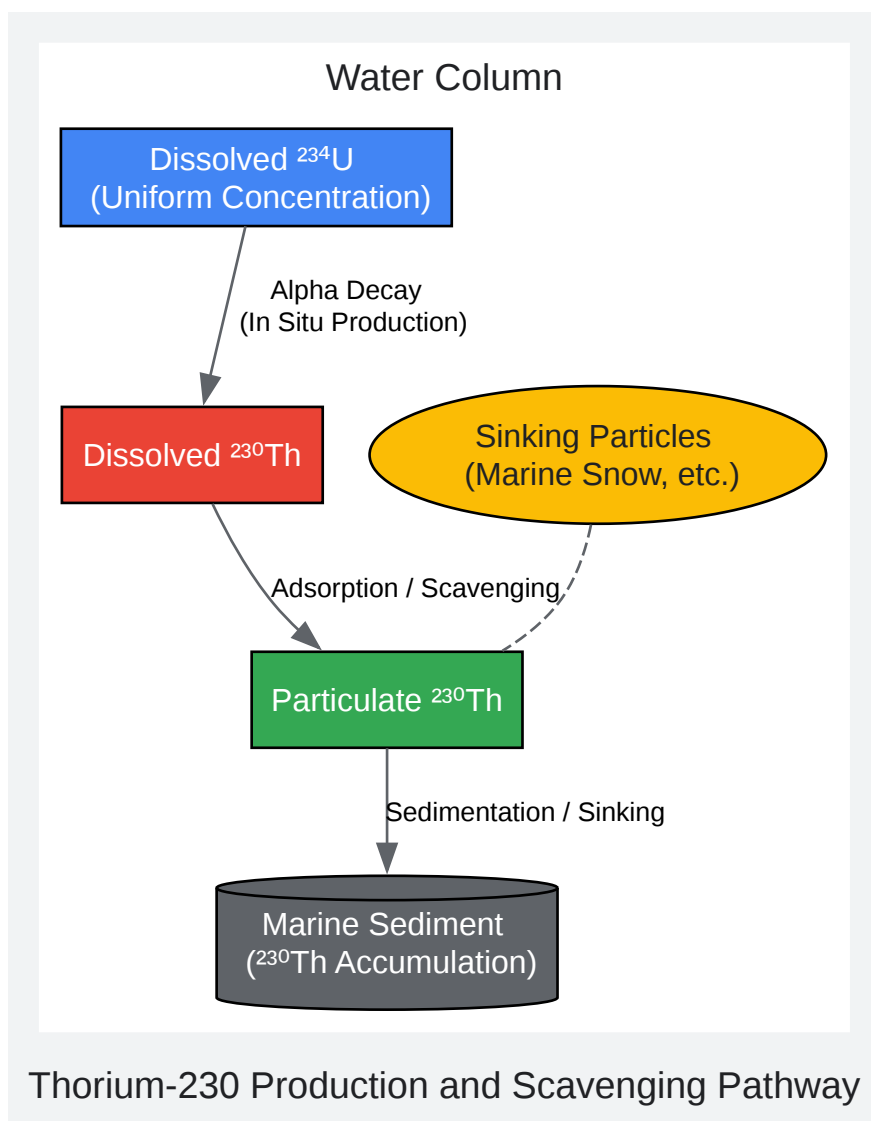 Water Column
Dissolved ²³⁴U
(Uniform Concentration)
Alpha Decay
(In Situ Production)
Dissolved ²³⁰Th
Sinking Particles
(Marine Snow, etc.)
Adsorption / Scavenging
Particulate ²³⁰Th
Sedimentation / Sinking
Marine Sediment
(²³⁰Th Accumulation)
Thorium-230 Production and Scavenging Pathway